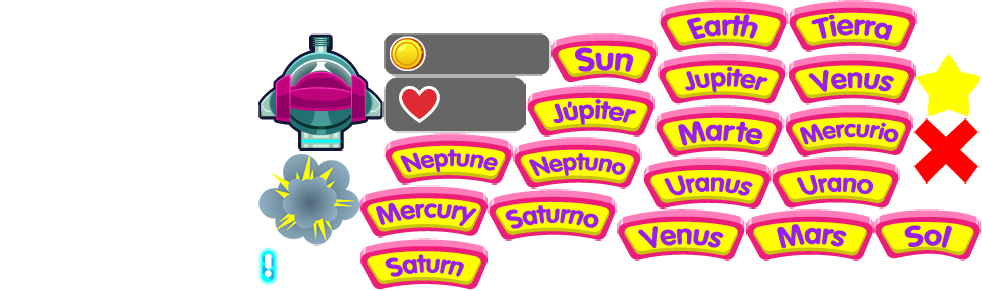 Earth
Tierra
Sun
Jupiter
Venus
Júpiter
Marte
Mercurio
Neptune
Neptuno
Uranus
Urano
Mercury
Saturno
Venus
Mars
Sol
Saturn
!